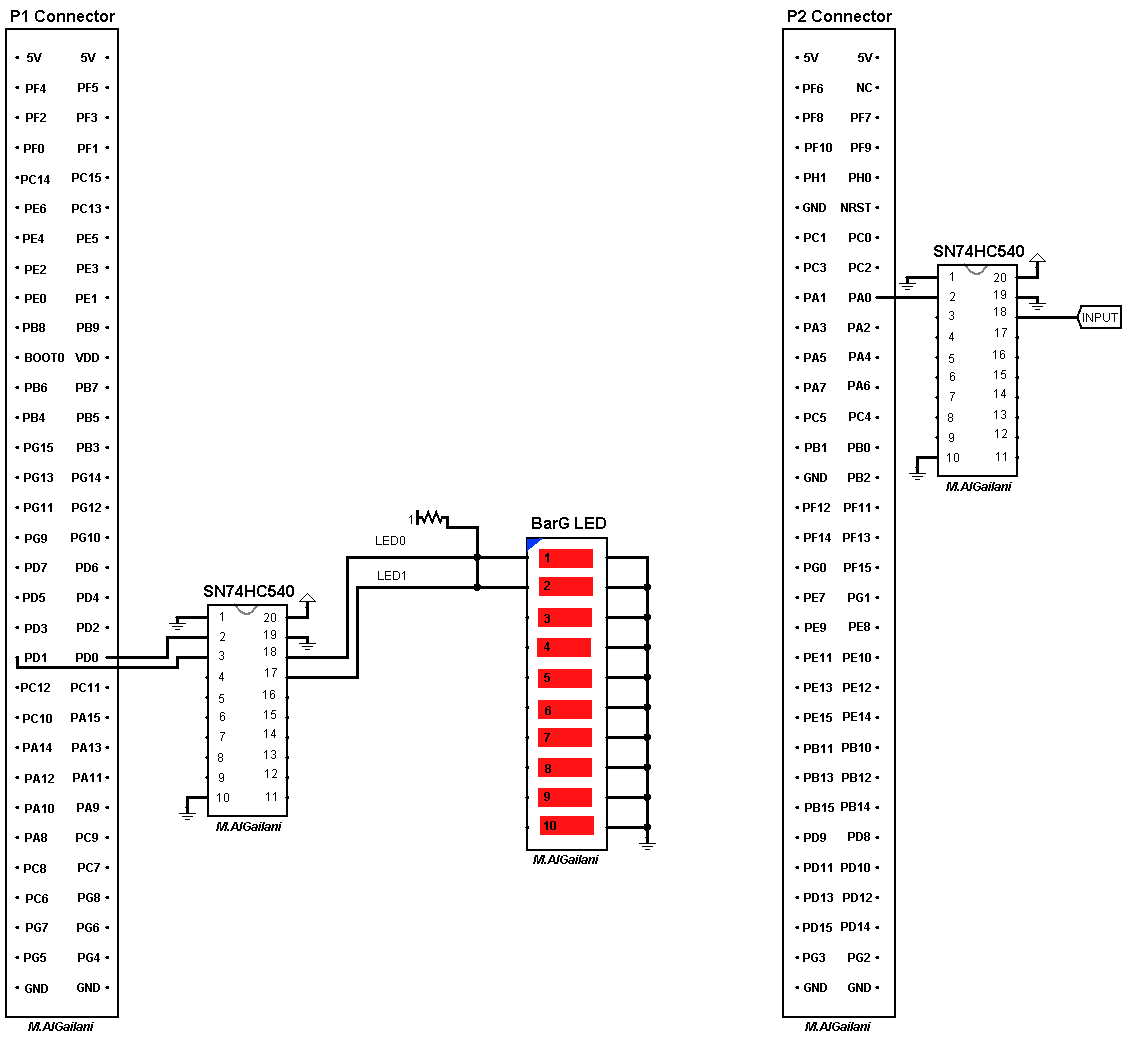 P1 Connector
5V 5V
PF4 PF5
PF2 PF3
PF0 PF1
PC14 PC15
PE6 PC13
PE4 PE5
PE2 PE3
PE0 PE1
PB8 PB9
BOOT0 VDD
PB6 PB7
PB4 PB5
PG15 PB3
PG13 PG14
PG11 PG12
PG9 PG10
PD7 PD6
PD5 PD4
PD3 PD2
PD1 PD0
PC12 PC11
PC10 PA15
PA14 PA13
PA12 PA11
PA10 PA9
PA8 PC9
PC8 PC7
PC6 PG8
PG7 PG6
PG5 PG4
GND GND
M.AlGailani
SN74HC540
1 20
2 19
3 18
4 17
5 16
6 15
7 14
8 13
9 12
10 11
M.AlGailani
1
LED0
LED1
BarG LED
1
2
3
4
5
6
7
8
9
10
M.AlGailani
P2 Connector
5V 5V
PF6 NC
PF8 PF7
PF10 PF9
PH1 PH0
GND NRST
PC1 PC0
PC3 PC2
PA1 PA0
PA3 PA2
PA5 PA4
PA7 PA6
PC5 PC4
PB1 PB0
GND PB2
PF12 PF11
PF14 PF13
PG0 PF15
PE7 PG1
PE9 PE8
PE11 PE10
PE13 PE12
PE15 PE14
PB11 PB10
PB13 PB12
PB15 PB14
PD9 PD8
PD11 PD10
PD13 PD12
PD15 PD14
PG3 PG2
GND GND
M.AlGailani
SN74HC540
1 20
2 19
3 18
4 17
5 16
6 15
7 14
8 13
9 12
10 11
M.AlGailani
INPUT